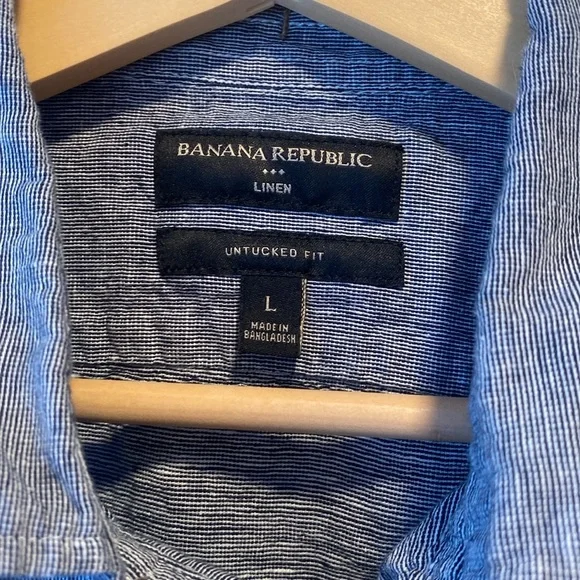 BANANA REPUBLIC
LINEN
UNTUCKED FIT
L
MADE IN
BANGLADESH